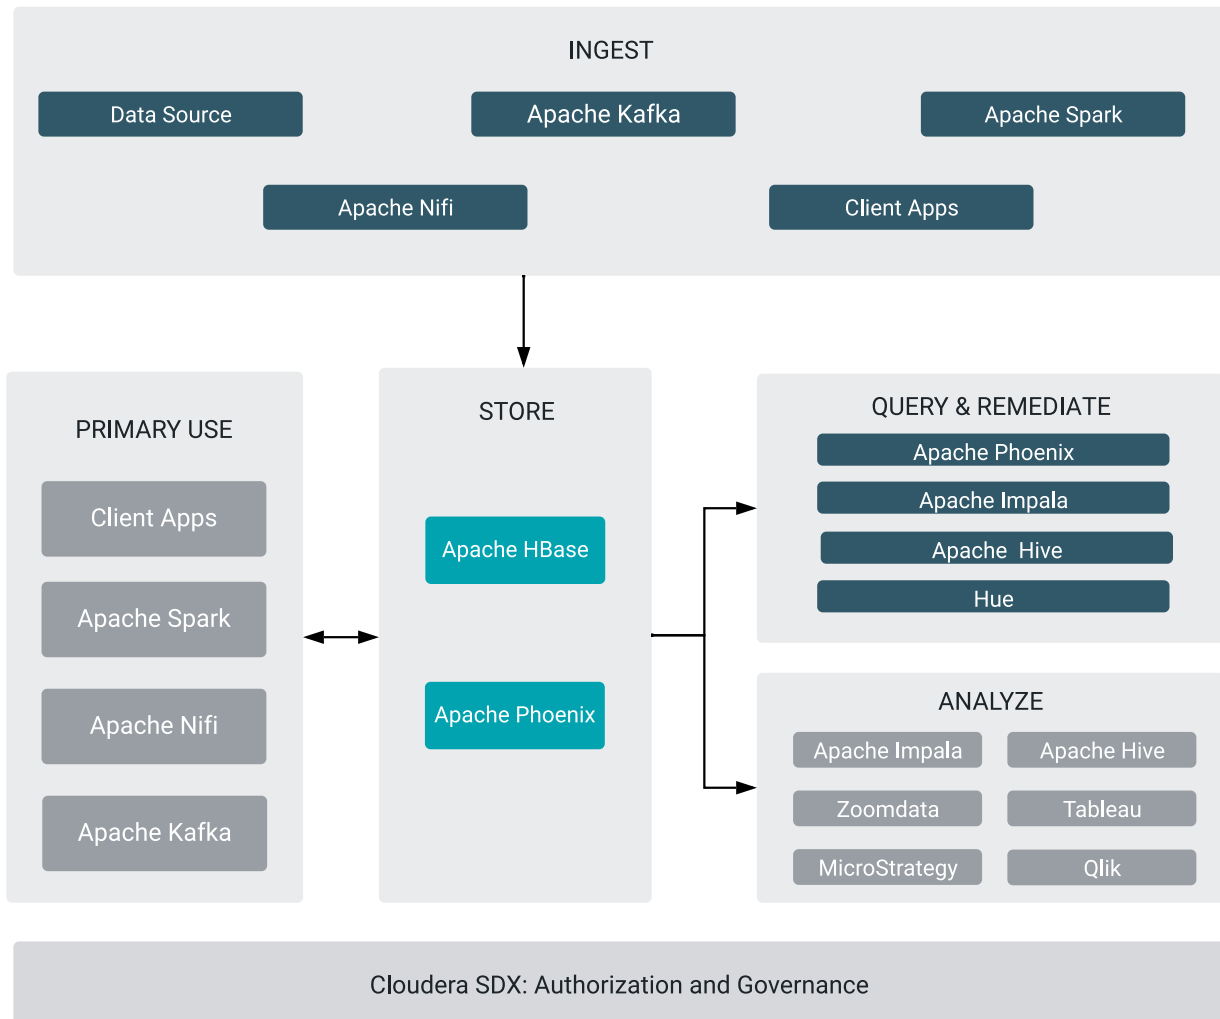 INGEST
Data Source
Apache Kafka
Apache Spark
Apache Nifi
Client Apps
PRIMARY USE
Client Apps
Apache Spark
Apache Nifi
Apache Kafka
STORE
Apache HBase
Apache Phoenix
QUERY & REMEDIATE
Apache Phoenix
Apache Impala
Apache Hive
Hue
ANALYZE
Apache Impala
Apache Hive
Zoomdata
Tableau
MicroStrategy
Qlik
Cloudera SDX: Authorization and Governance